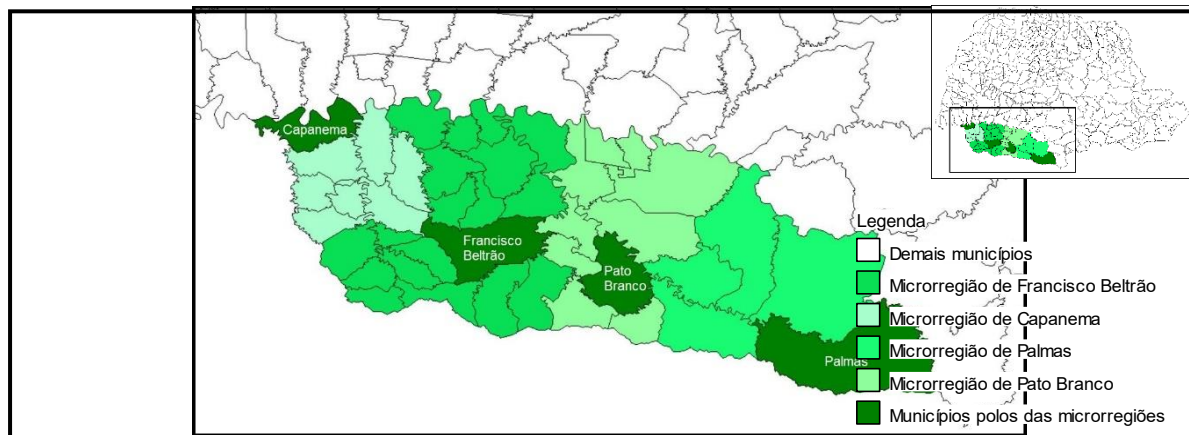 Capanema
Francisco
Beltrão
Pato
Branco
Palmas
Legenda
Demais municípios
Microrregião de Francisco Beltrão
Microrregião de Capanema
Microrregião de Palmas
Microrregião de Pato Branco
Municípios polos das microrregiões